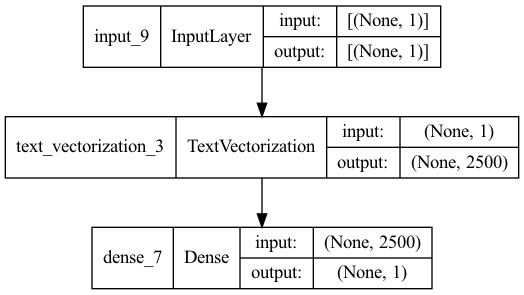 input_9 InputLayer input: [(None, 1)]
output: [(None, 1)]
text_vectorization_3 TextVectorization input: (None, 1)
output: (None, 2500)
dense_7 Dense input: (None, 2500)
output: (None, 1)